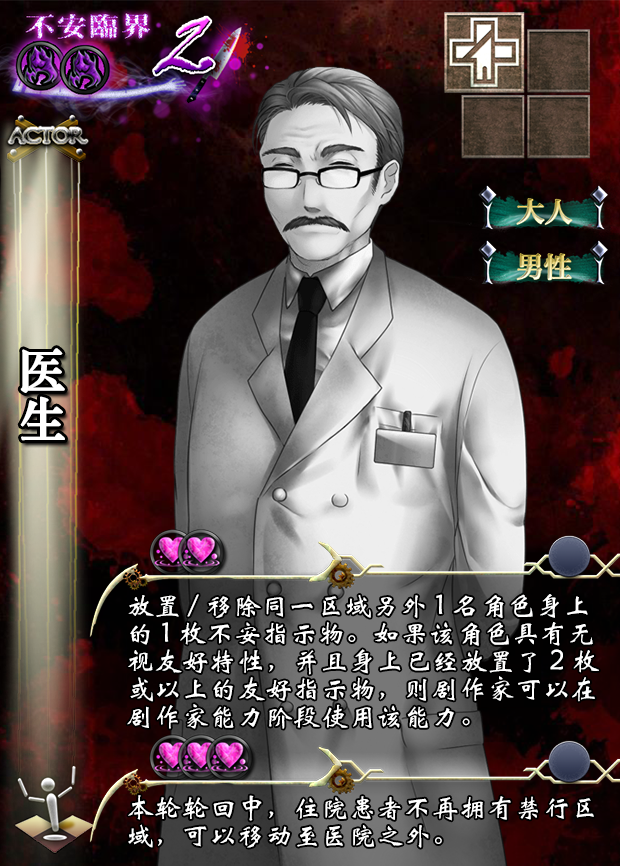 不安臨界
2
ACTOR
大人
男性
医生
放置/移除同一区域另外1名角色身上
的1枚不安指示物。如果该角色具有无
视友好特性，并且身上已经放置了2枚
或以上的友好指示物，则剧作家可以在
剧作家能力阶段使用该能力。
本轮轮回中，住院患者不再拥有禁行区
域，可以移动至医院之外。